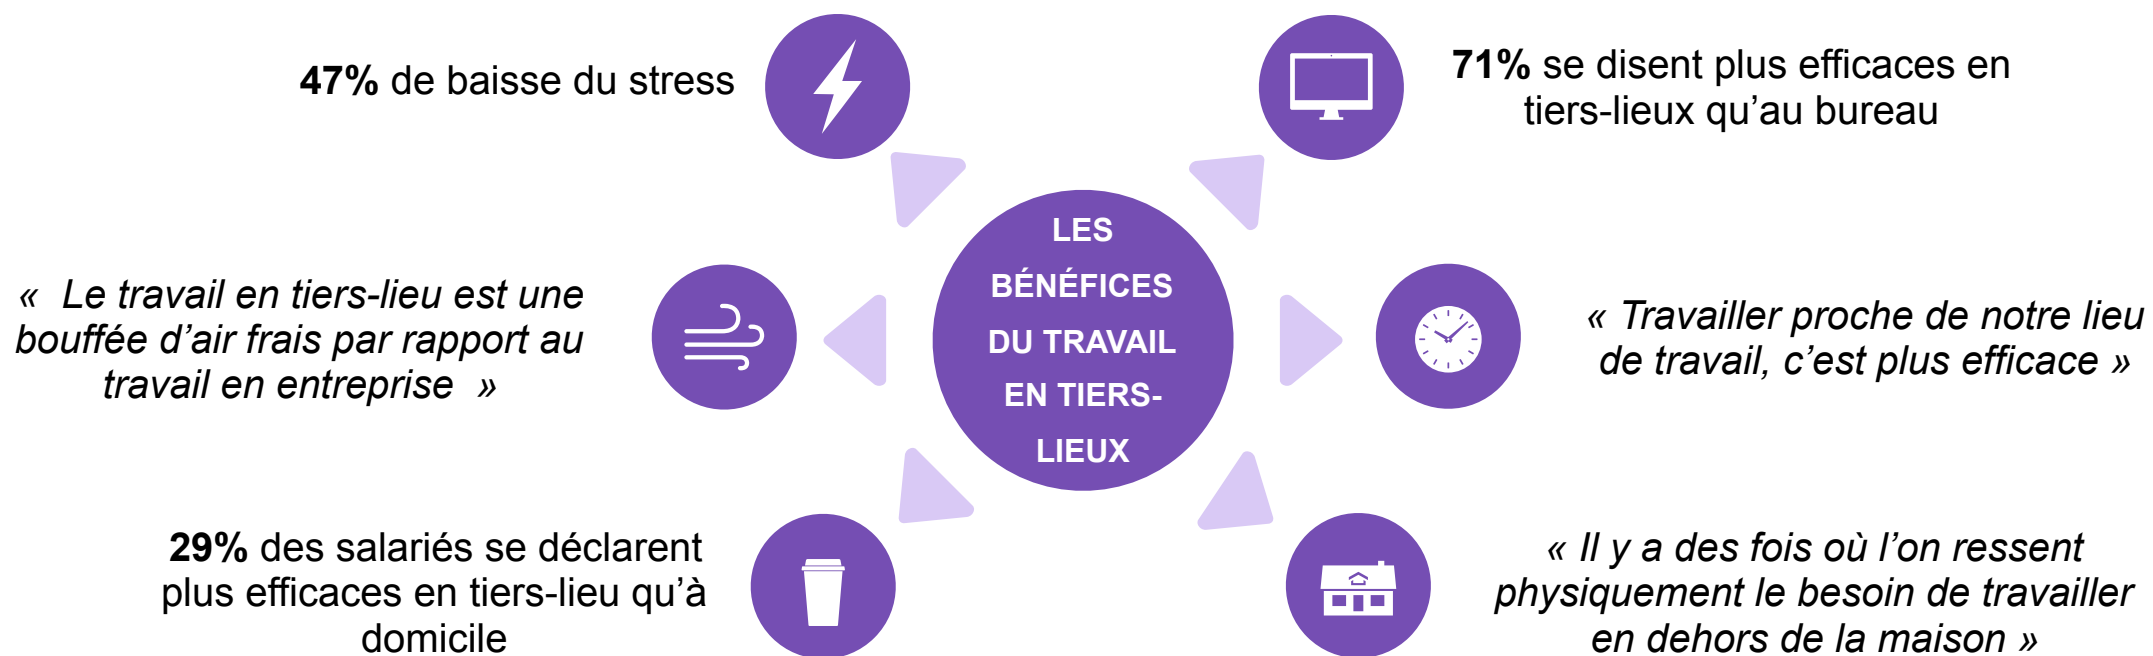 47% de baisse du stress
71% se disent plus efficaces en
tiers-lieux qu’au bureau
LES
BÉNÉFICES
DU TRAVAIL
EN TIERS-
LIEUX
«  Le travail en tiers-lieu est une
bouffée d’air frais par rapport au
travail en entreprise  »
« Travailler proche de notre lieu
de travail, c’est plus efficace »
29% des salariés se déclarent
plus efficaces en tiers-lieu qu’à
domicile
« Il y a des fois où l’on ressent
physiquement le besoin de travailler
en dehors de la maison »